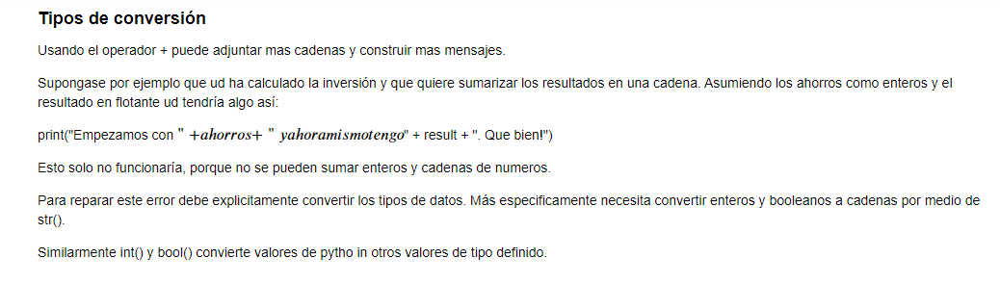 Tipos de conversión
Usando el operador + puede adjuntar mas cadenas y construir mas mensajes.
Supongase por ejemplo que ud ha calculado la inversión y que quiere sumarizar los resultados en una cadena. Asumiendo los ahorros como enteros y el
resultado en flotante ud tendría algo así:
print("Empezamos con " +ahorros+ " yahoramismotengo" + result + ". Que bien!")
Esto solo no funcionaría, porque no se pueden sumar enteros y cadenas de numeros.
Para reparar este error debe explicitamente convertir los tipos de datos. Más especificamente necesita convertir enteros y booleanos a cadenas por medio de
str().
Similarmente int() y bool() convierte valores de pytho in otros valores de tipo definido.